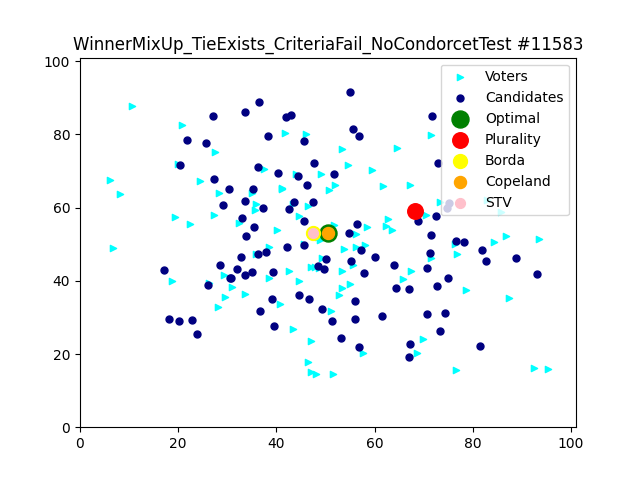 WinnerMixUp_TieExists_CriteriaFail_NoCondorcetTest #11583
100
80
60
40
20
0
0 20 40 60 80 100
Voters
Candidates
Optimal
Plurality
Borda
Copeland
STV